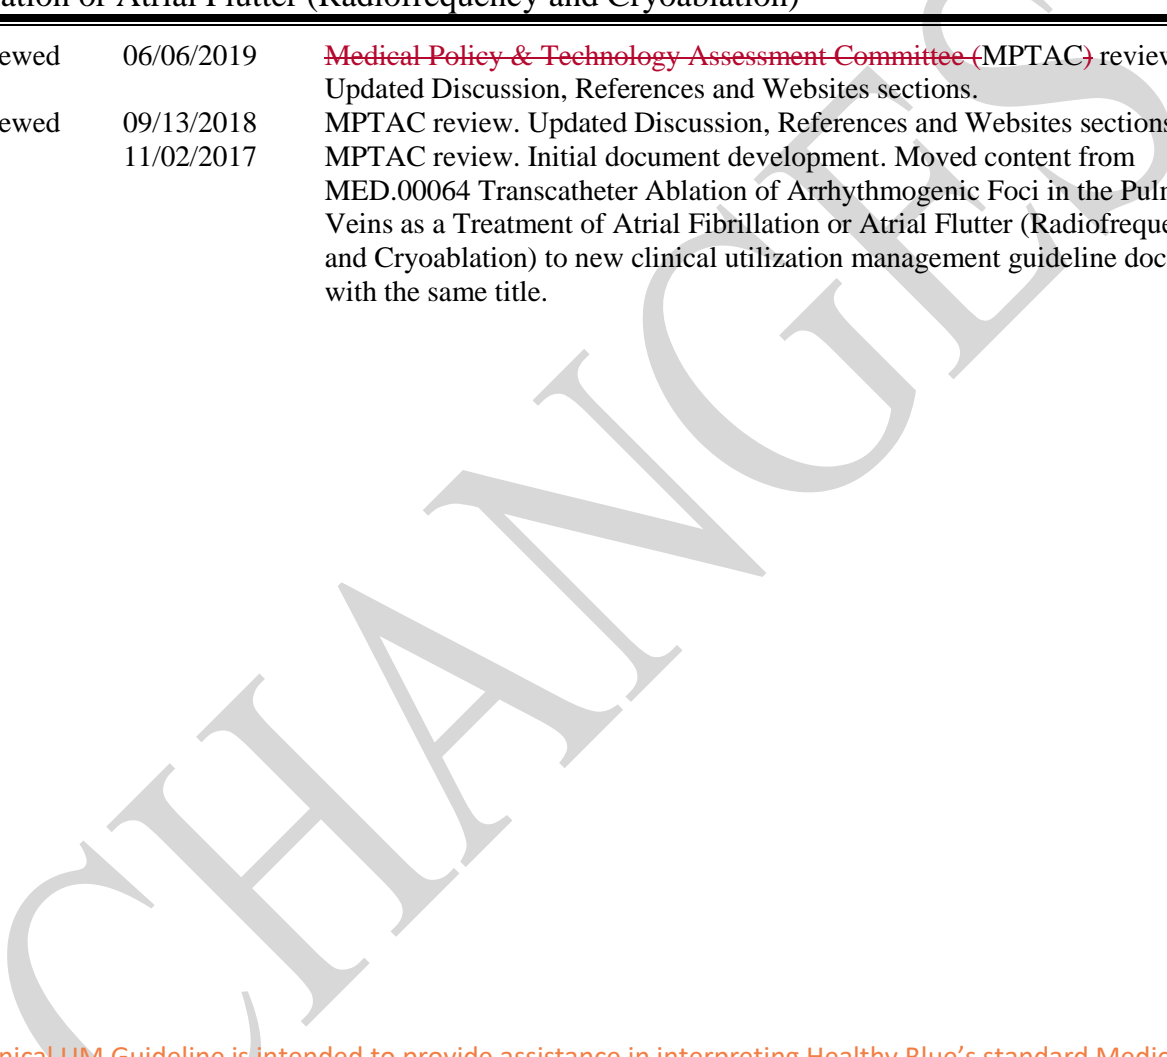 ation or Atrial Flutter (Radiofrequency and Cryoablation)
ewed 06/06/2019 Medical Policy & Technology Assessment Committee (MPTAC) review
Updated Discussion, References and Websites sections.
ewed 09/13/2018 MPTAC review. Updated Discussion, References and Websites sections
11/02/2017 MPTAC review. Initial document development. Moved content from
MED.00064 Transcatheter Ablation of Arrhythmogenic Foci in the Puln
Veins as a Treatment of Atrial Fibrillation or Atrial Flutter (Radiofreque
and Cryoablation) to new clinical utilization management guideline doc
with the same title.
CHANGES
nical UM Guideline is intended to provide assistance in interpreting Healthy Blue's standard Medic